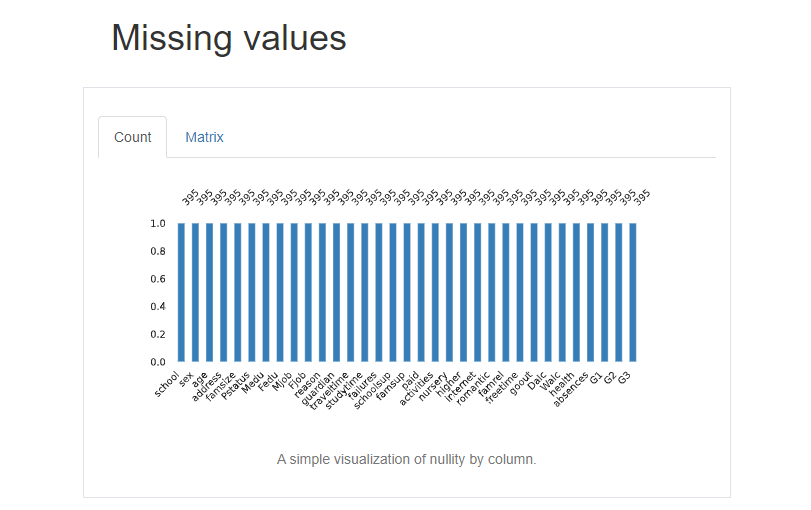 Missing values
Count Matrix
395 395 395 395 395 395 395 395 395 395 395 395 395 395 395 395 395 395 395 395 395 395 395 395 395 395 395 395 395 395 395 395 395
1.0
0.8
0.6
0.4
0.2
0.0
school sex age address famsize Pstatus Medu Fedu Mjob Fjob reason guardian traveltime studytime failures schoolsup famsup paid activities nursery higher internet romantic famrel freetime goout Dalc Walc health absences G1 G2 G3
A simple visualization of nullity by column.